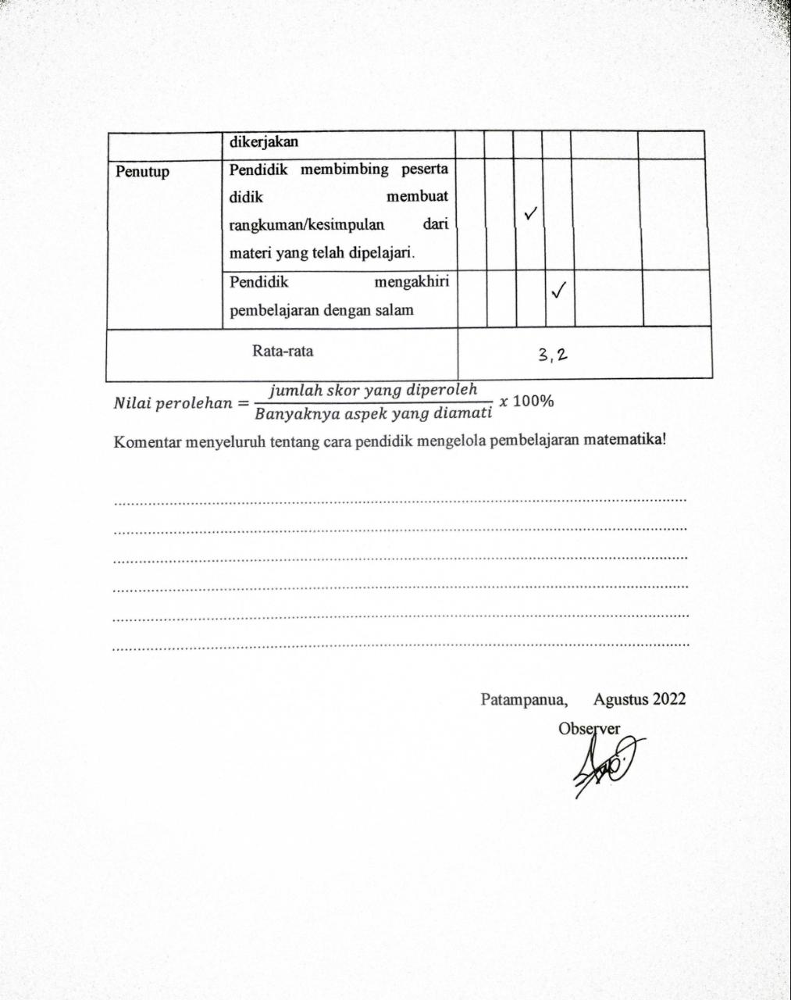 dikerjakan
Penutup
Pendidik membimbing peserta
didik membuat
rangkuman/kesimpulan dari
materi yang telah dipelajari.
✓
Pendidik mengakhiri
pembelajaran dengan salam
✓
Rata-rata
3,2
Nilai perolehan = jumlah skor yang diperoleh / Banyaknya aspek yang diamati x 100%
Komentar menyeluruh tentang cara pendidik mengelola pembelajaran matematika!
Patampanua, Agustus 2022
Observer